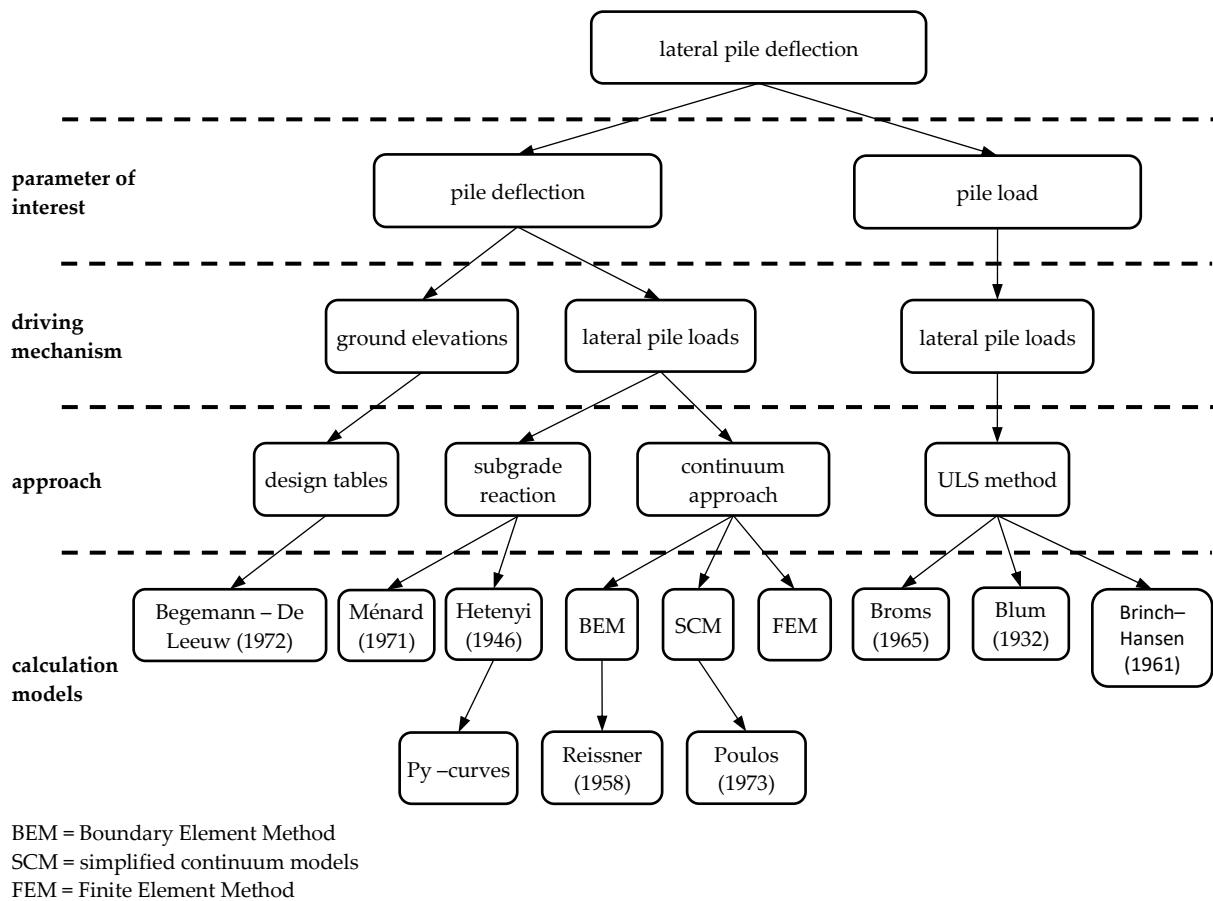 lateral pile deflection
parameter of
interest
pile deflection
pile load
driving
mechanism
ground elevations
lateral pile loads
lateral pile loads
approach
design tables
subgrade
reaction
continuum
approach
ULS method
calculation
models
Begemann – De
Leeuw (1972)
Ménard
(1971)
Hetenyi
(1946)
BEM
SCM
FEM
Broms
(1965)
Blum
(1932)
Brinch–
Hansen
(1961)
Py –curves
Reissner
(1958)
Poulos
(1973)
BEM = Boundary Element Method
SCM = simplified continuum models
FEM = Finite Element Method